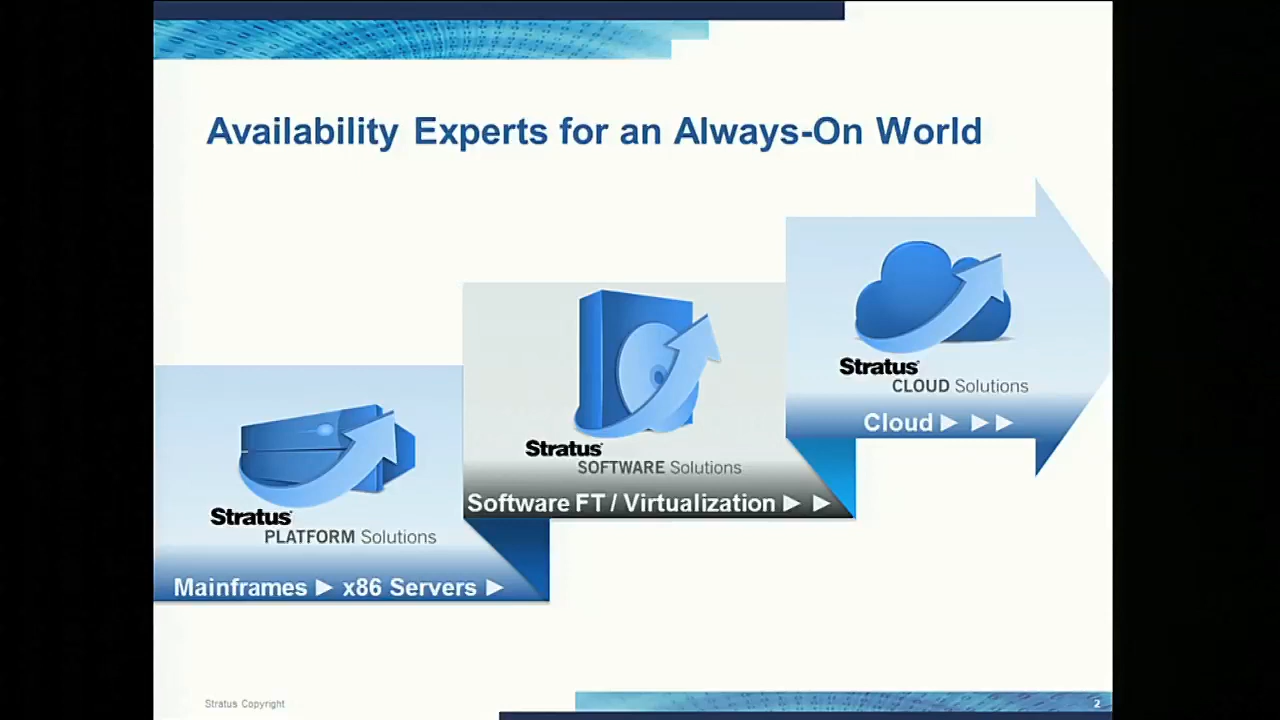 Availability Experts for an Always-On World
Stratus
CLOUD Solutions
Cloud
Stratus
SOFTWARE Solutions
Software FT / Virtualization
Stratus
PLATFORM Solutions
Mainframes ► x86 Servers ►
Stratus Copyright
2